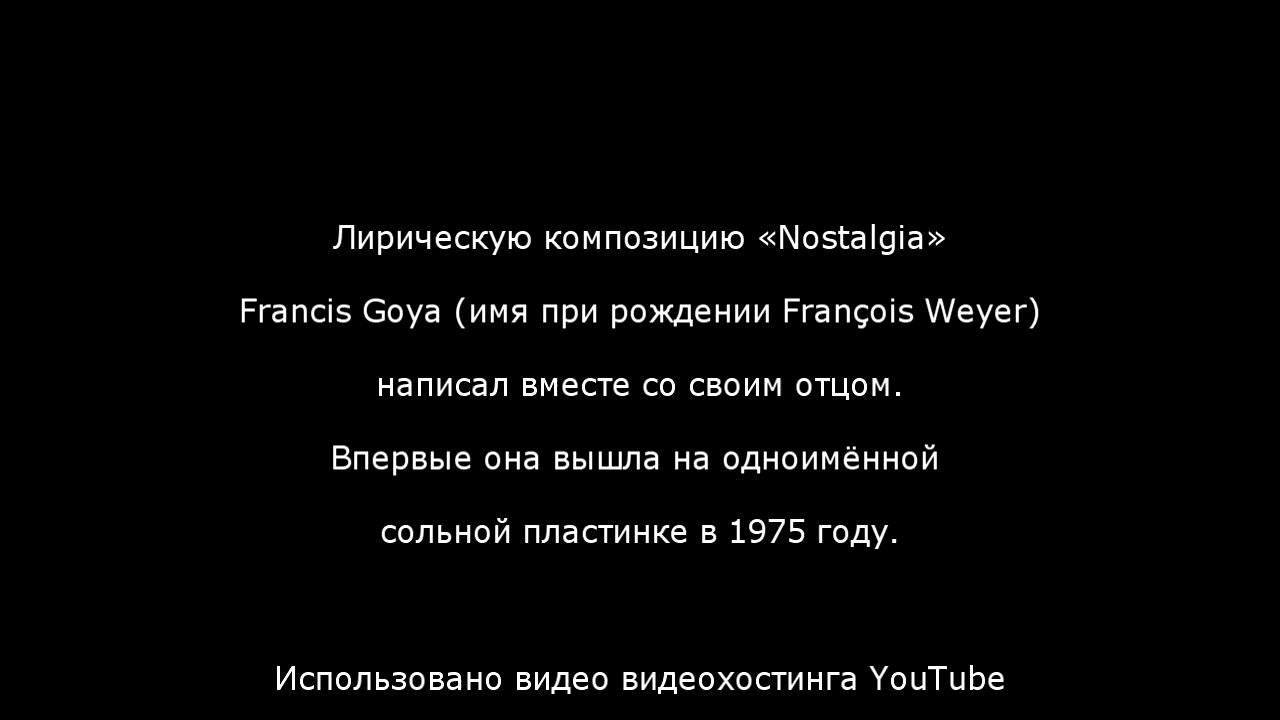 Лирическую композицию «Nostalgia»
Francis Goya (имя при рождении François Weyer)
написал вместе со своим отцом.
Впервые она вышла на одноимённой
сольной пластинке в 1975 году.
Использовано видео видеохостинга YouTube